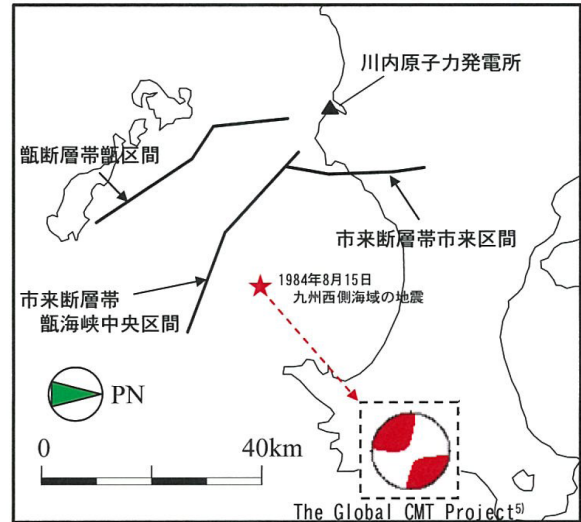 川内原子力発電所
甑断層帯甑区間
市来断層帯市来区間
1984年8月15日
九州西側海域の地震
市来断層帯
甑海峡中央区間
PN
0 40km
The Global CMT Project5)